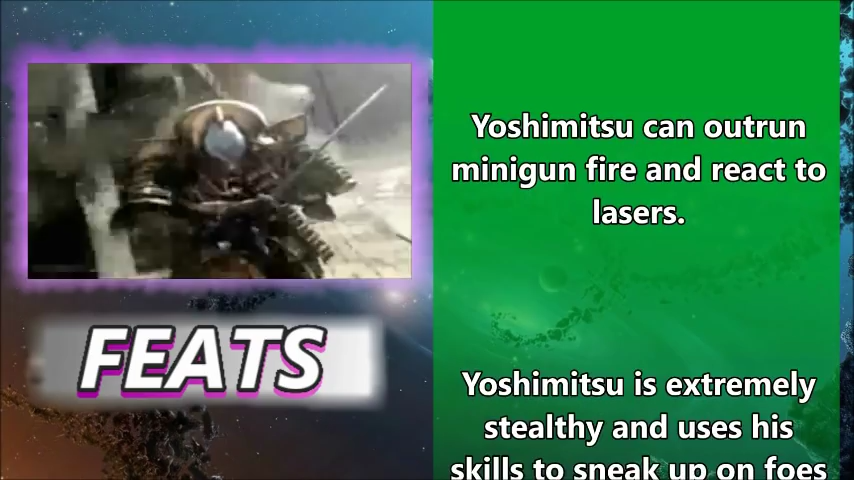 Yoshimitsu can outrun
minigun fire and react to
lasers.
FEATS
Yoshimitsu is extremely
stealthy and uses his
skills to sneak up on foes